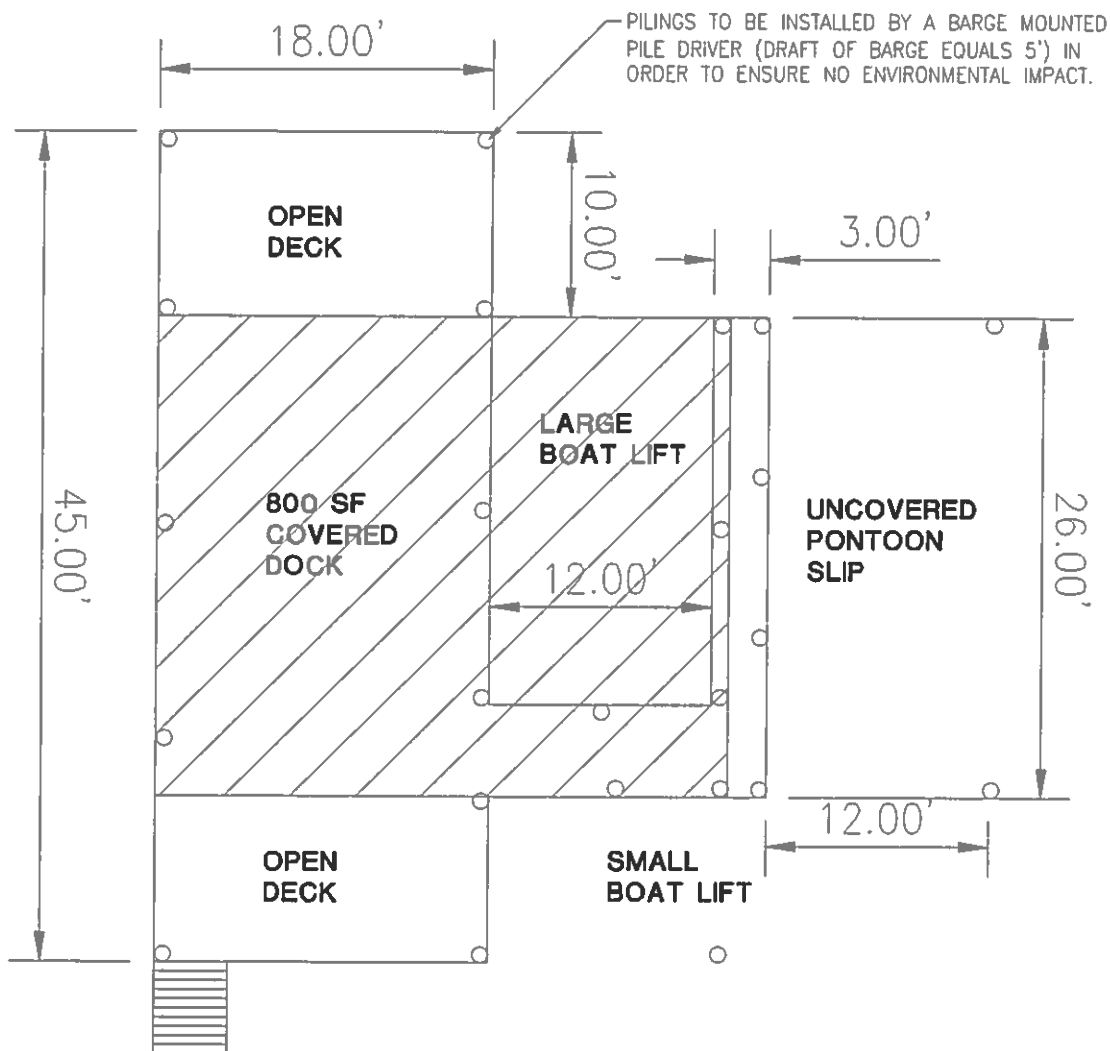 18.00'
PILINGS TO BE INSTALLED BY A BARGE MOUNTED
PILE DRIVER (DRAFT OF BARGE EQUALS 5') IN
ORDER TO ENSURE NO ENVIRONMENTAL IMPACT.
OPEN
DECK
10.00'
3.00'
LARGE
BOAT LIFT
45.00'
800 SF
COVERED
DOCK
12.00'
UNCOVERED
PONTOON
SLIP
26.00'
12.00'
OPEN
DECK
SMALL
BOAT LIFT